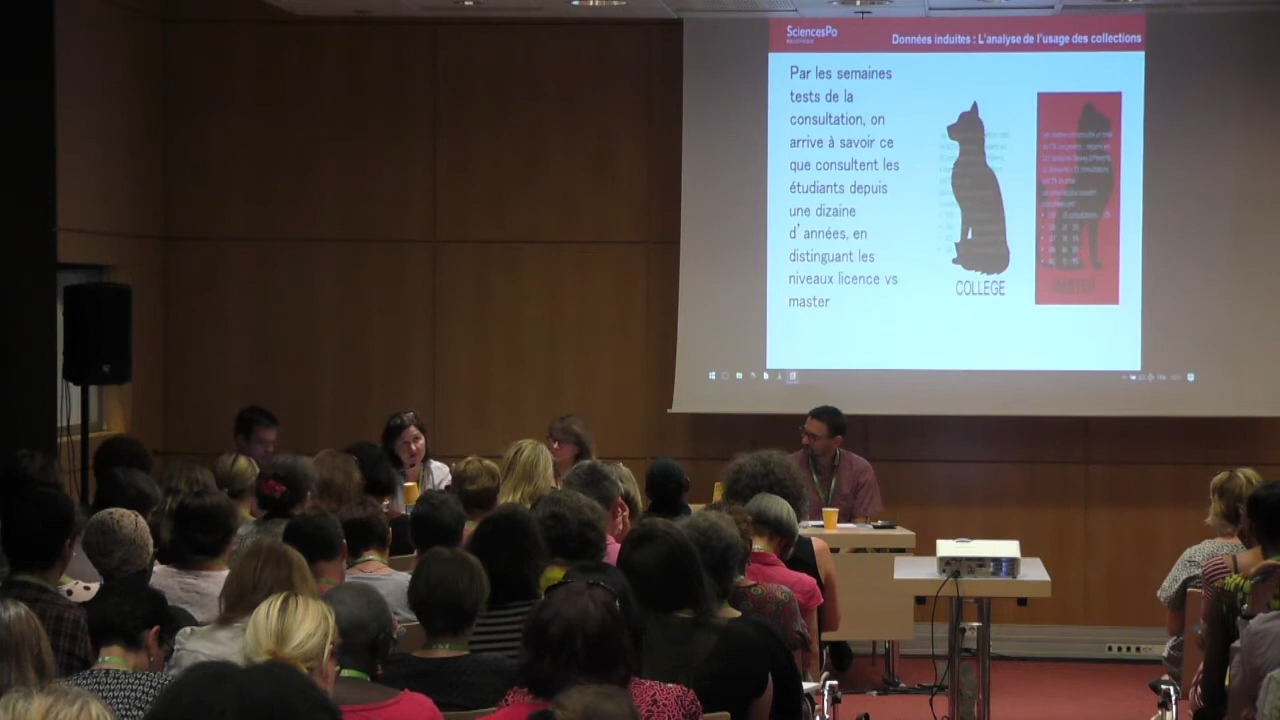 SciencesPo
Données induites : L'analyse de l'usage des collections
Par les semaines
tests de la
consultation, on
arrive à savoir ce
que consultent les
étudiants depuis
une dizaine
d'années, en
distinguant les
niveaux licence vs
master
COLLEGE
MASTER